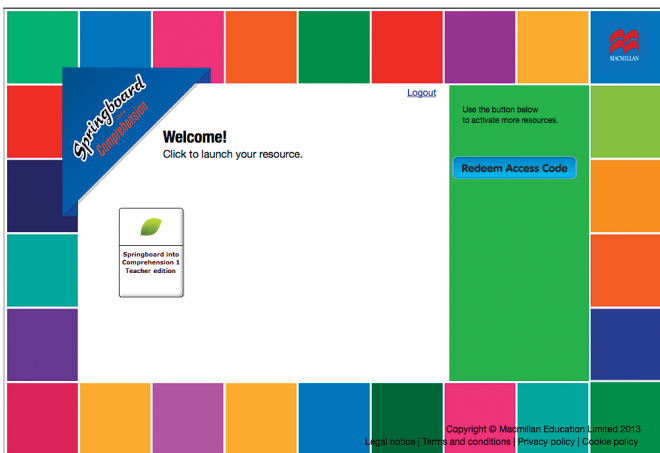 MACMILLAN
Springboard
into
Comprehension
Logout
Welcome!
Click to launch your resource.
Use the button below
to activate more resources.
Redeem Access Code
Springboard into
Comprehension 1
Teacher edition
Copyright © Macmillan Education Limited 2013
Legal notice | Terms and conditions | Privacy policy | Cookie policy